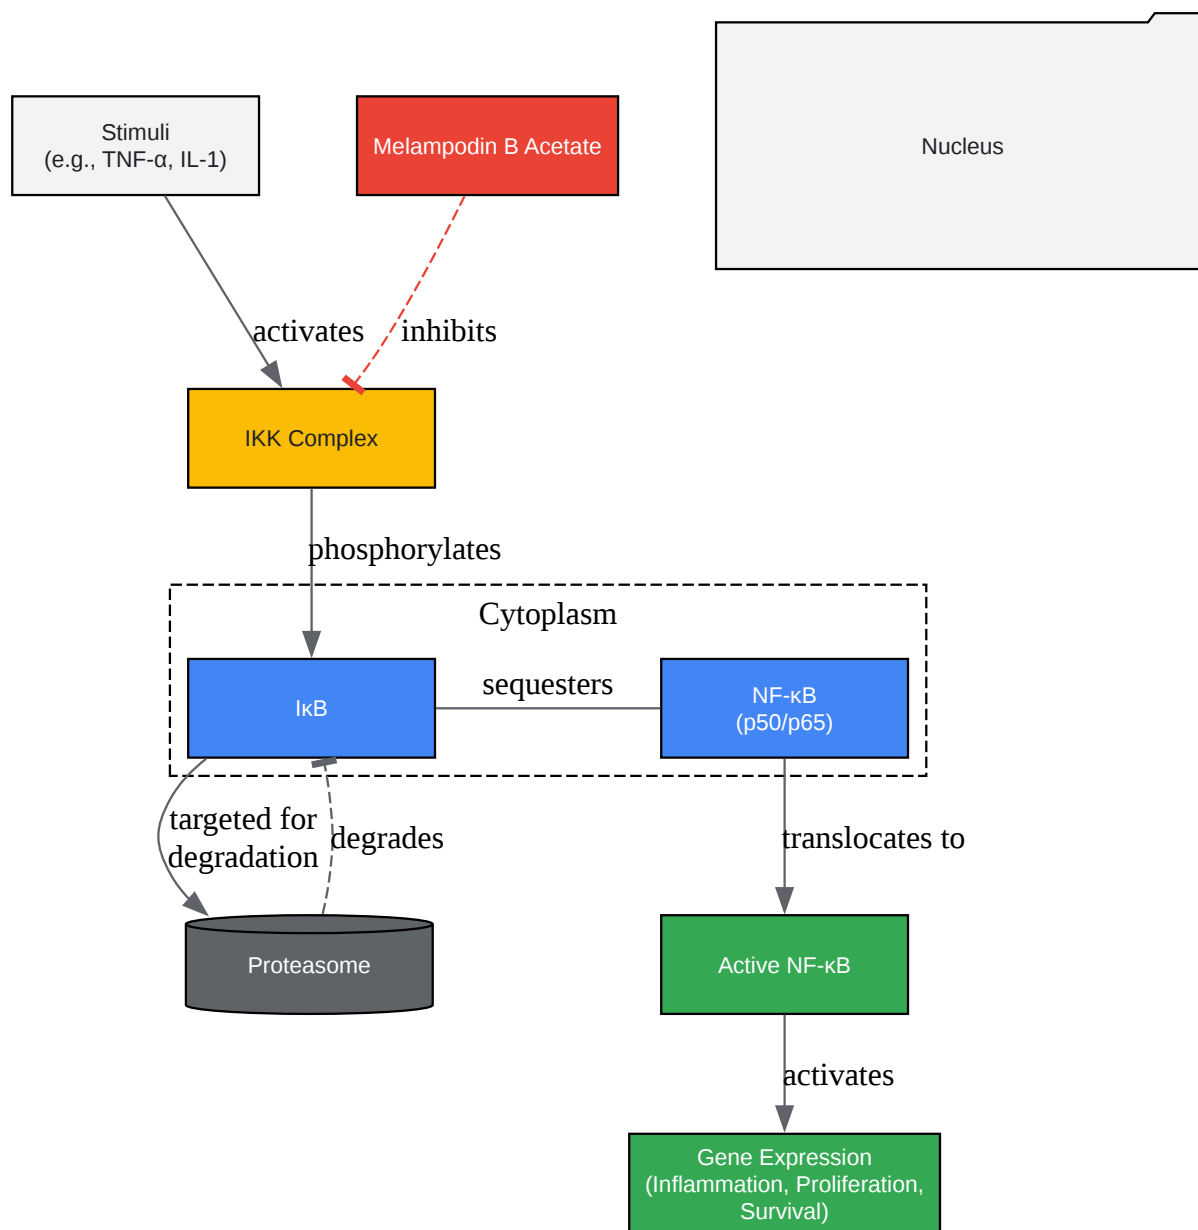 Stimuli
(e.g., TNF-α, IL-1)
Melampodin B Acetate
Nucleus
activates
inhibits
IKK Complex
phosphorylates
Cytoplasm
IκB
sequesters
NF-κB
(p50/p65)
targeted for
degradation
degrades
translocates to
Proteasome
Active NF-κB
activates
Gene Expression
(Inflammation, Proliferation,
Survival)